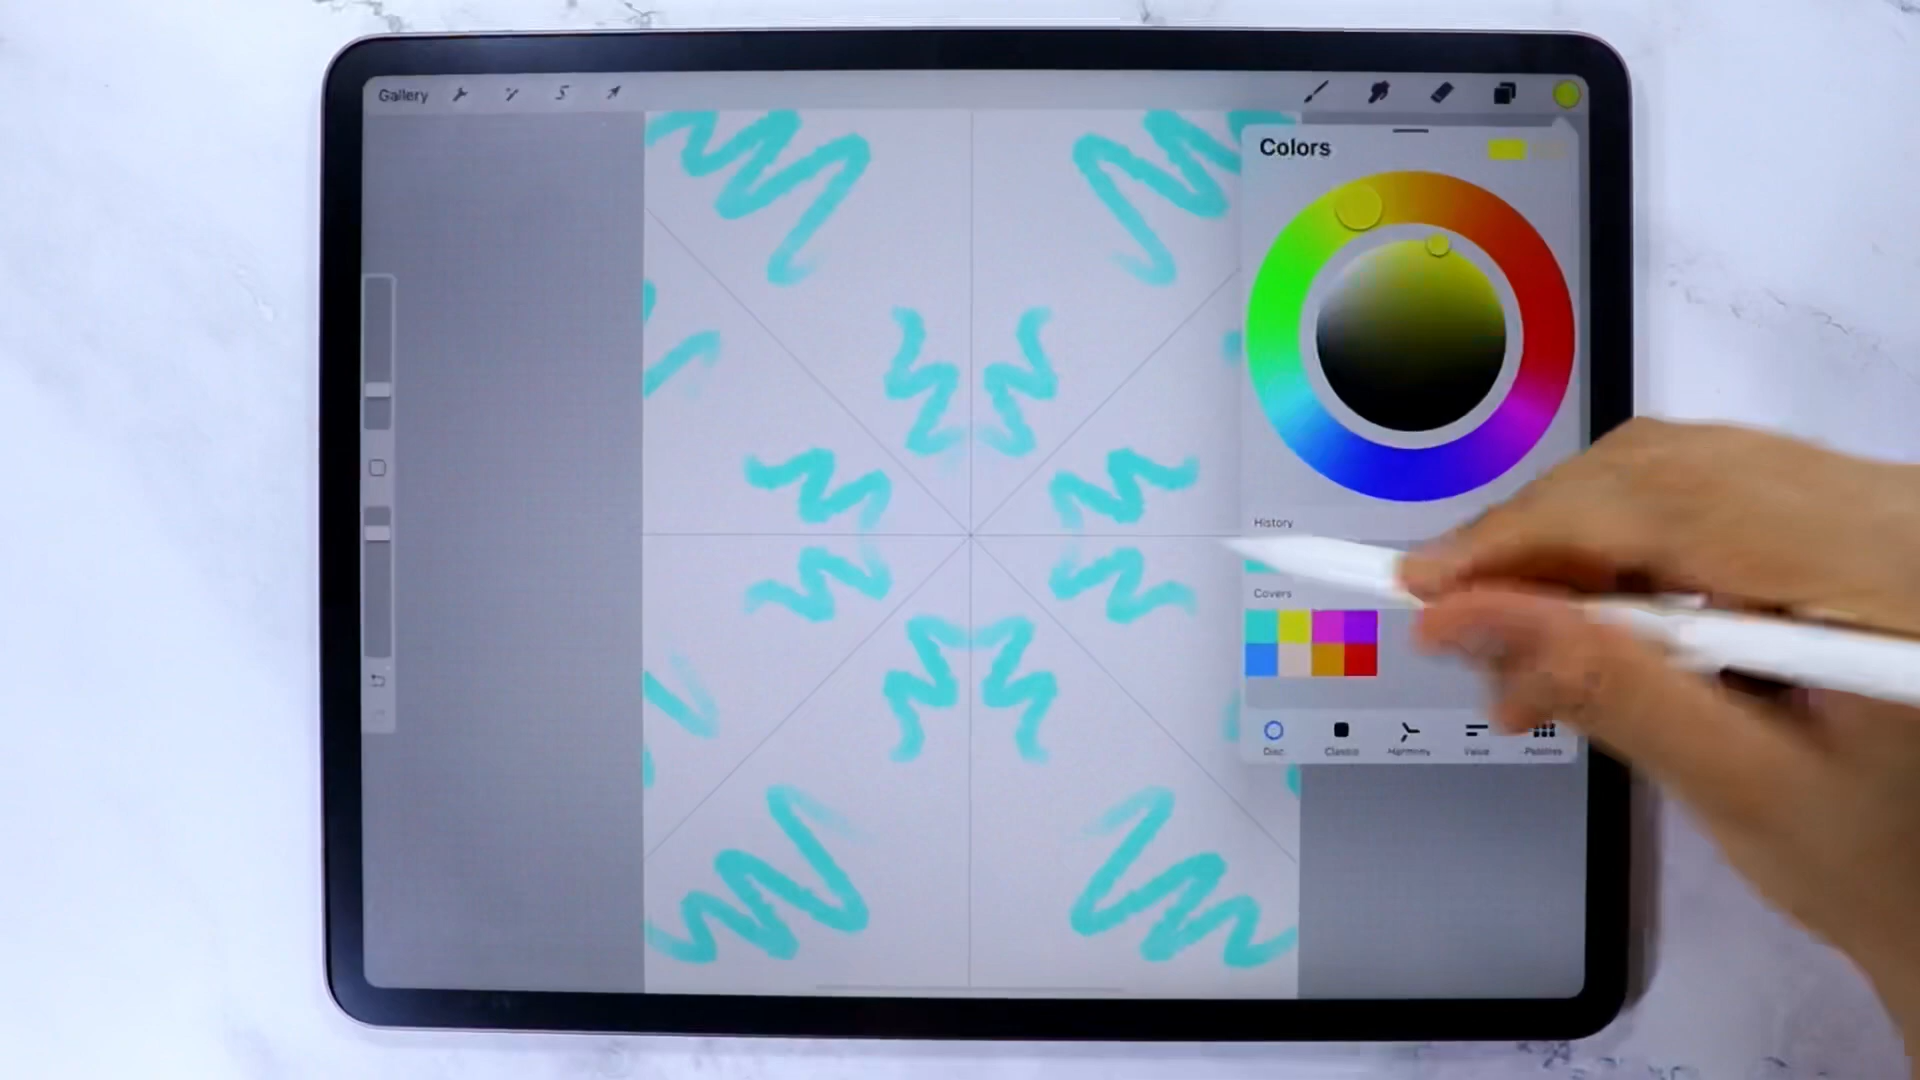 Gallery
Colors
History
Covers
Disc
Classic
Harmony
Value
Palettes